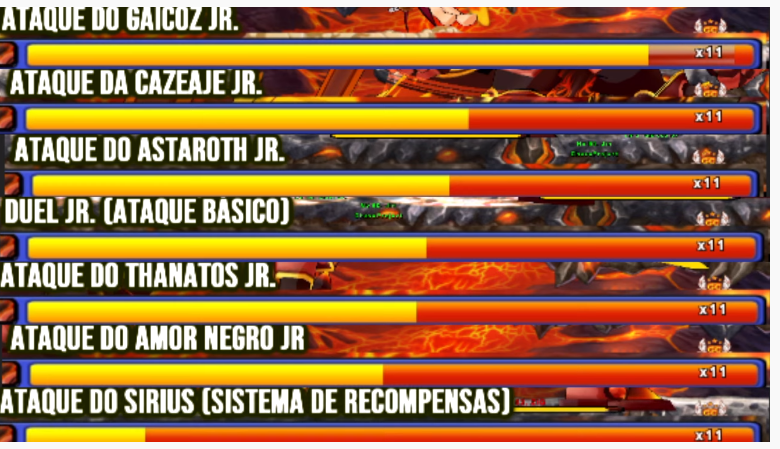 ATAQUE DO GAICOZ JR.
x11
ATAQUE DA CAZEAJE JR.
x11
ATAQUE DO ASTAROTH JR.
x11
DUEL JR. (ATAQUE BASICO)
x11
ATAQUE DO THANATOS JR.
x11
ATAQUE DO AMOR NEGRO JR
x11
ATAQUE DO SIRIUS (SISTEMA DE RECOMPENSAS)
x11